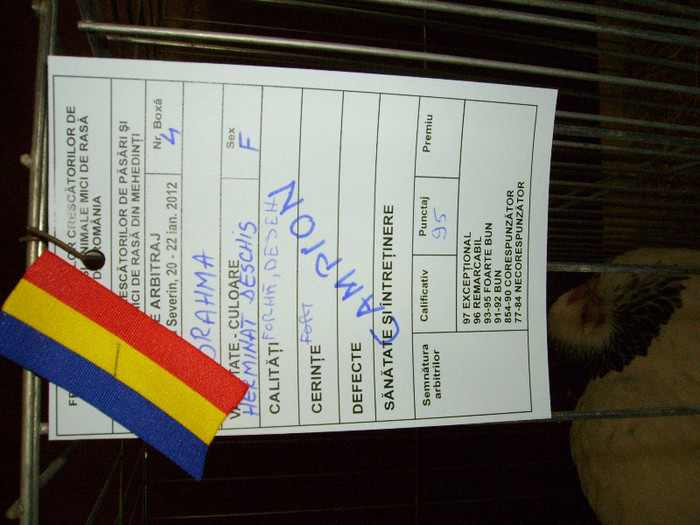 CRESCĂTORILOR DE
ANIMALE MICI DE RASĂ
ROMÂNIA
CRESCĂTORILOR DE PĂSĂRI ȘI
MICI DE RASĂ DIN MEHEDINȚI
E ARBITRAJ
Severin, 20 - 22 ian. 2012
Nr. Boxă
4
BRAHMA
TATE - CULOARE
HERMINAT DESCHIS
Sex
F
CALITĂȚI FORMĂ, DESEN
CERINȚE
DEFECTE
CAMPION
SĂNĂTATE ȘI ÎNTREȚINERE
Semnătura
arbitrilor
Calificativ
Punctaj
95
Premiu
97 EXCEPȚIONAL
96 REMARCABIL
93-95 FOARTE BUN
91-92 BUN
854-90 CORESPUNZĂTOR
77-84 NECORESPUNZĂTOR